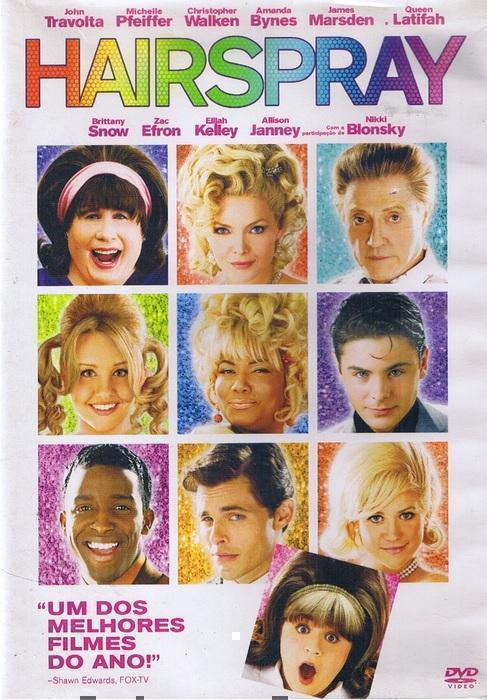 John Travolta Michelle Pfeiffer Christopher Walken Amanda Bynes James Marsden Queen Latifah
HAIRSPRAY
Brittany Snow Zac Efron Elijah Kelley Allison Janney Com a participação de Nikki Blonsky
"UM DOS
MELHORES
FILMES
DO ANO!"
–Shawn Edwards, FOX-TV
DVD
VIDEO